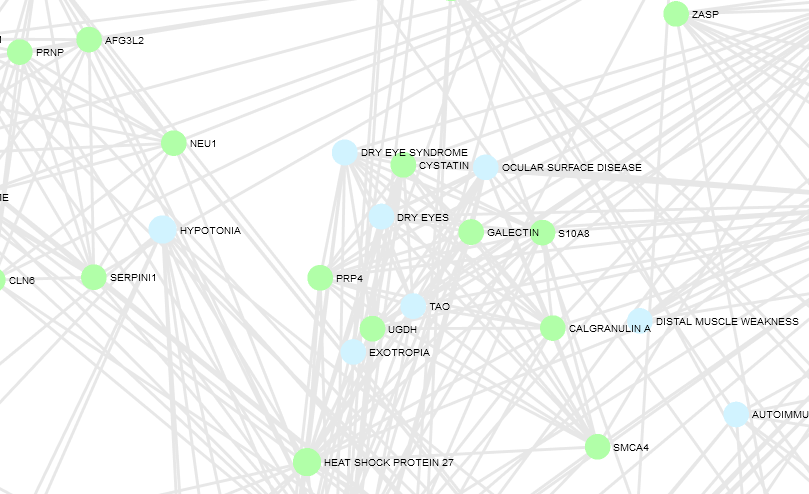 ZASP
AFG3L2
PRNP
NEU1
DRY EYE SYNDROME
CYSTATIN
OCULAR SURFACE DISEASE
DRY EYES
HYPOTONIA
GALECTIN
S10A8
SERPINI1
CLN6
PRP4
TAO
UGDH
CALGRANULIN A
DISTAL MUSCLE WEAKNESS
EXOTROPIA
AUTOIMMU
SMCA4
HEAT SHOCK PROTEIN 27